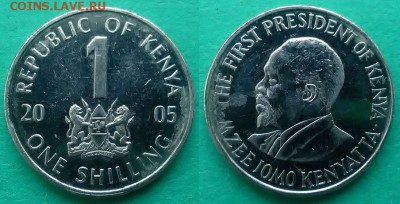 COINS.LAVE.RU
REPUBLIC OF KENYA
1
20 05
ONE SHILLING
THE FIRST PRESIDENT OF KENYA
MZEE JOMO KENYATTA